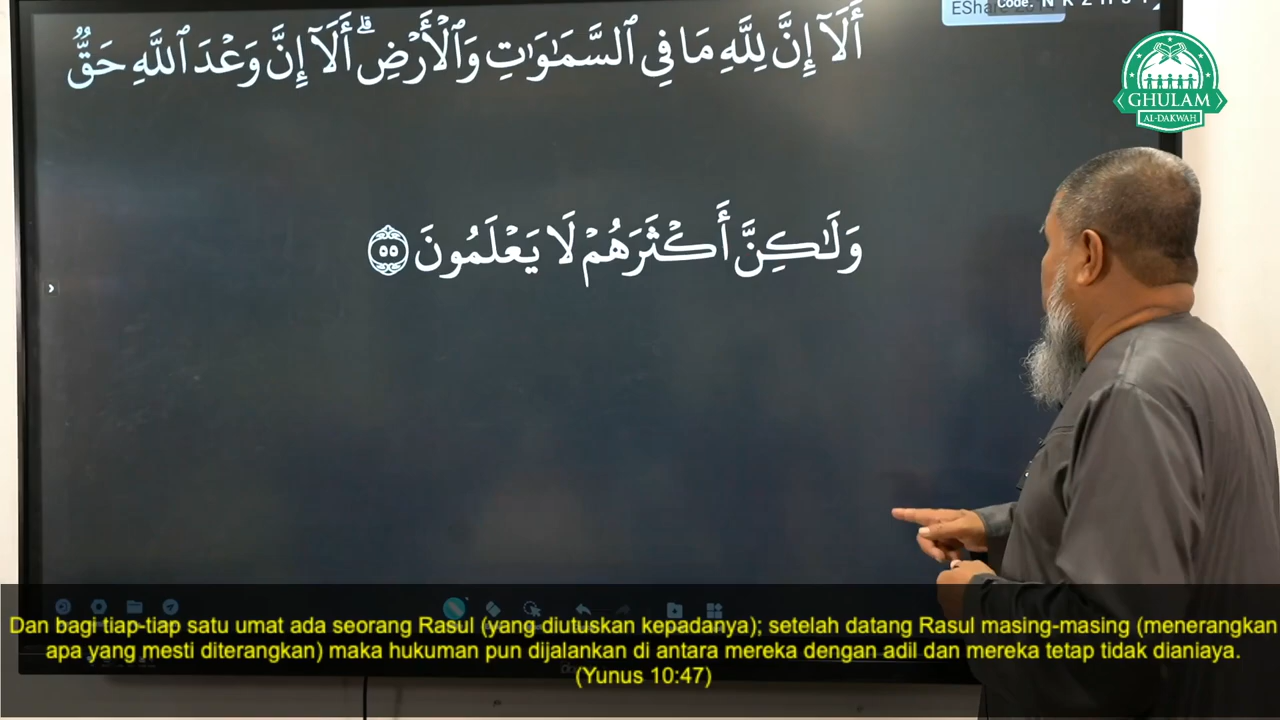 EShare
Code:
أَلَآ إِنَّ لِلَّهِ مَا فِي ٱلسَّمَٰوَٰتِ وَٱلْأَرْضِ ۗ أَلَآ إِنَّ وَعْدَ ٱللَّهِ حَقٌّ
GHULAM
AL-DAKWAH
وَلَٰكِنَّ أَكْثَرَهُمْ لَا يَعْلَمُونَ ٥٥
Dan bagi tiap-tiap satu umat ada seorang Rasul (yang diutuskan kepadanya); setelah datang Rasul masing-masing (menerangkan
apa yang mesti diterangkan) maka hukuman pun dijalankan di antara mereka dengan adil dan mereka tetap tidak dianiaya.
(Yunus 10:47)